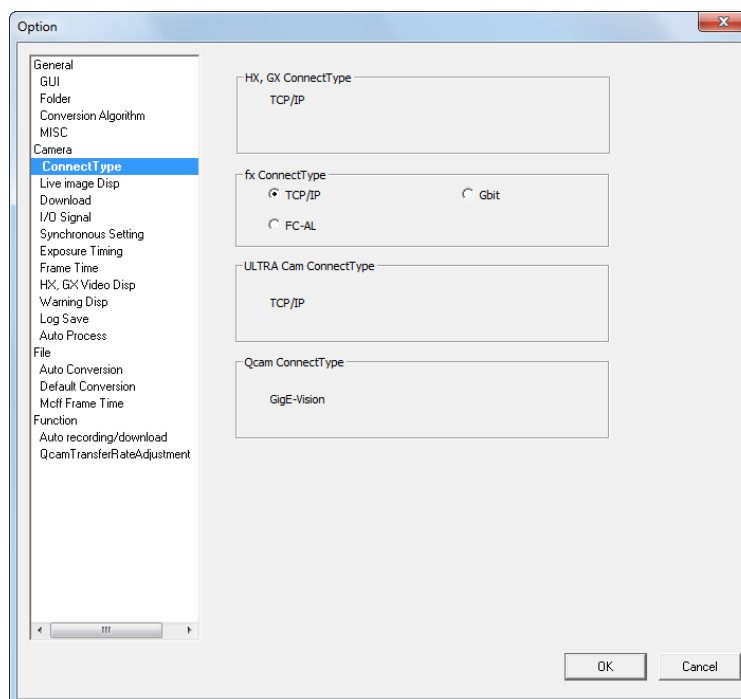 Option
General
GUI
Folder
Conversion Algorithm
MISC
Camera
ConnectType
Live image Disp
Download
I/O Signal
Synchronous Setting
Exposure Timing
Frame Time
HX, GX Video Disp
Warning Disp
Log Save
Auto Process
File
Auto Conversion
Default Conversion
Mcff Frame Time
Function
Auto recording/download
QcamTransferRateAdjustment
HX, GX ConnectType
TCP/IP
fx ConnectType
TCP/IP Gbit
FC-AL
ULTRA Cam ConnectType
TCP/IP
Qcam ConnectType
GigE-Vision
OK Cancel